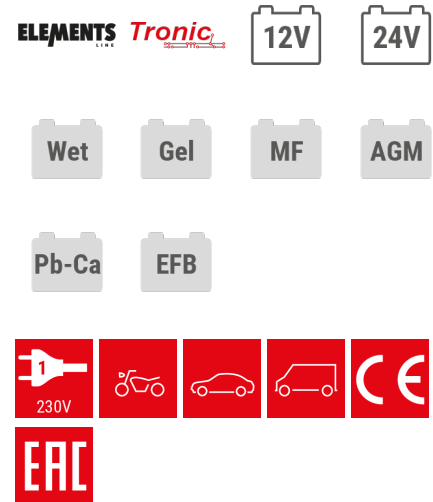 ELEMENTS
LINE
Tronic
12V
24V
Wet
Gel
MF
AGM
Pb-Ca
EFB
1
230V
CE
EAC